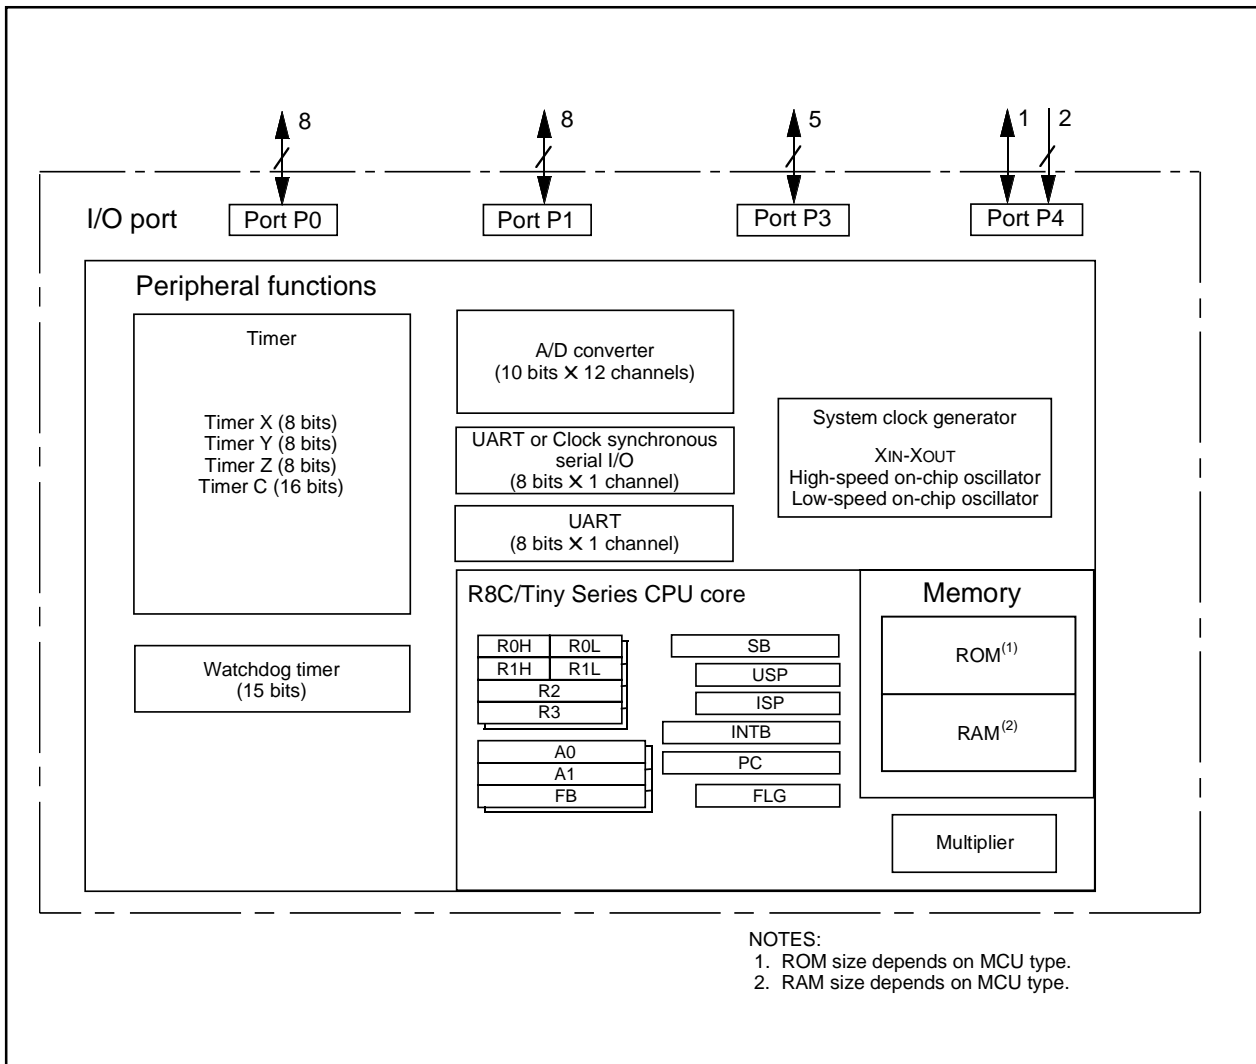 8
8
5
1
2
I/O port
Port P0
Port P1
Port P3
Port P4
Peripheral functions
Timer
Timer X (8 bits)
Timer Y (8 bits)
Timer Z (8 bits)
Timer C (16 bits)
Watchdog timer
(15 bits)
A/D converter
(10 bits X 12 channels)
UART or Clock synchronous
serial I/O
(8 bits X 1 channel)
UART
(8 bits X 1 channel)
System clock generator
XIN-XOUT
High-speed on-chip oscillator
Low-speed on-chip oscillator
R8C/Tiny Series CPU core
R0H R0L
R1H R1L
R2
R3
A0
A1
FB
SB
USP
ISP
INTB
PC
FLG
Memory
ROM(1)
RAM(2)
Multiplier
NOTES:
1. ROM size depends on MCU type.
2. RAM size depends on MCU type.